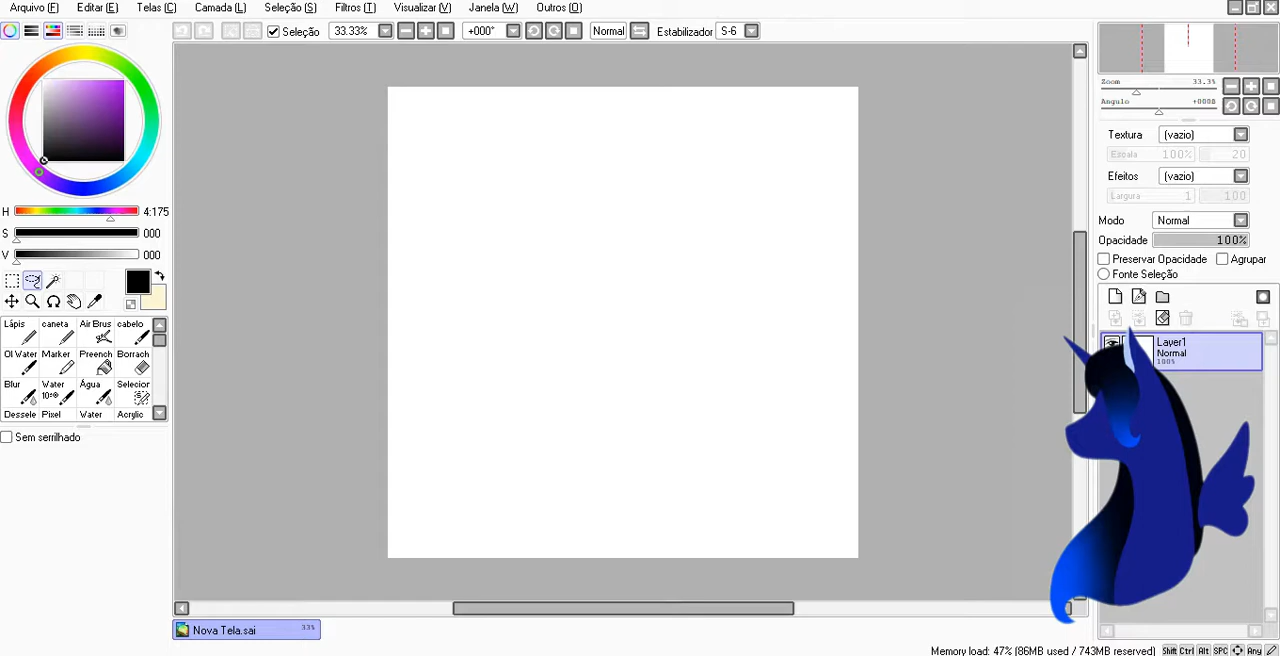 Arquivo (F) Editar (E) Telas (C) Camada (L) Seleção (S) Filtros (T) Visualizar (V) Janela (W) Outros (O)
Seleção 33.33% +000° Normal Estabilizador S-6
Zoom 33.3%
Angulo +000Я
Textura (vazio)
Escala 100% 20
Efeitos (vazio)
Largura 1 100
Modo Normal
Opacidade 100%
Preservar Opacidade Agrupar
Fonte Seleção
Layer1
Normal
100%
H 4:175
S 000
V 000
Lápis caneta Air Brus cabelo
Ol Water Marker Preench Borrach
Blur Water Água Selecior
10%
Dessele Pixel Water Acrylic
Sem serrilhado
Nova Tela.sai 33%
Memory load: 47% (86MB used / 743MB reserved) Shift Ctrl Alt SPC Any